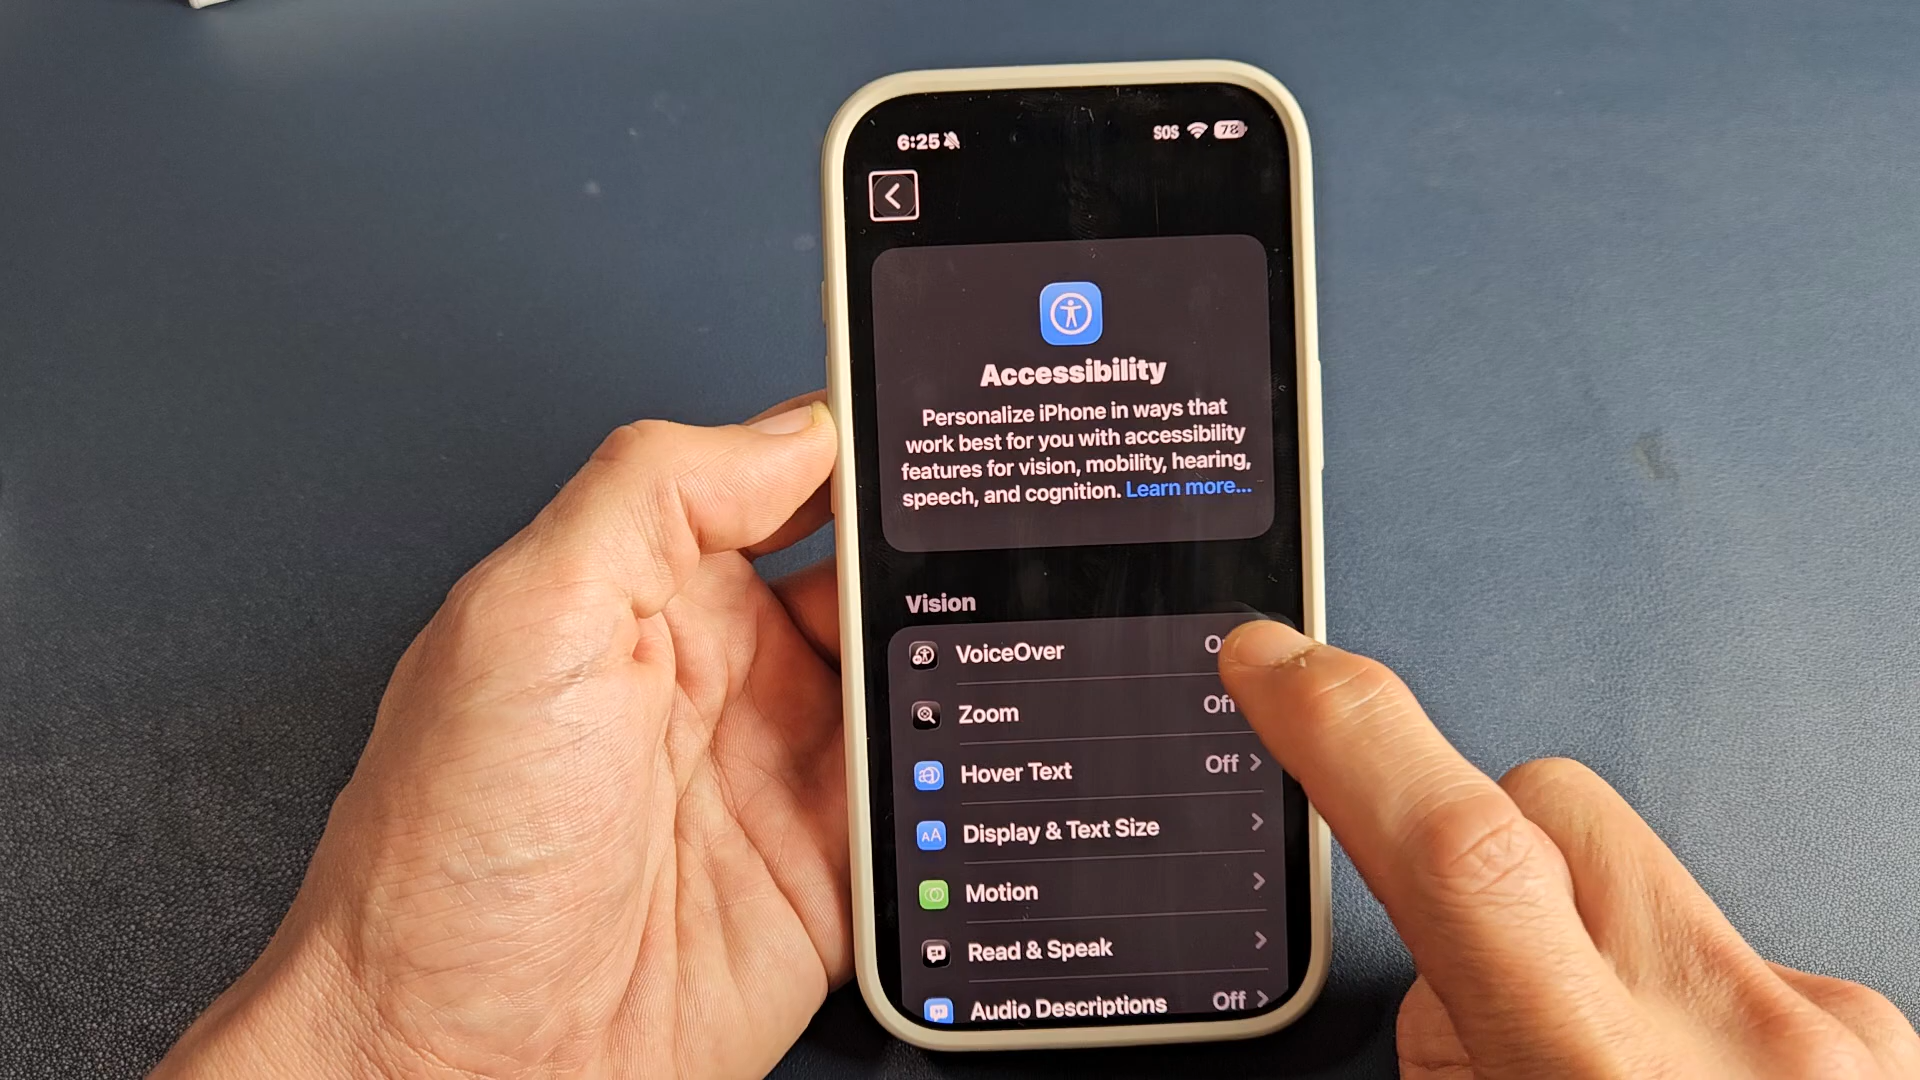 6:25
SOS 78
Accessibility
Personalize iPhone in ways that
work best for you with accessibility
features for vision, mobility, hearing,
speech, and cognition. Learn more...
Vision
VoiceOver
Zoom Off
Hover Text Off
Display & Text Size
Motion
Read & Speak
Audio Descriptions Off